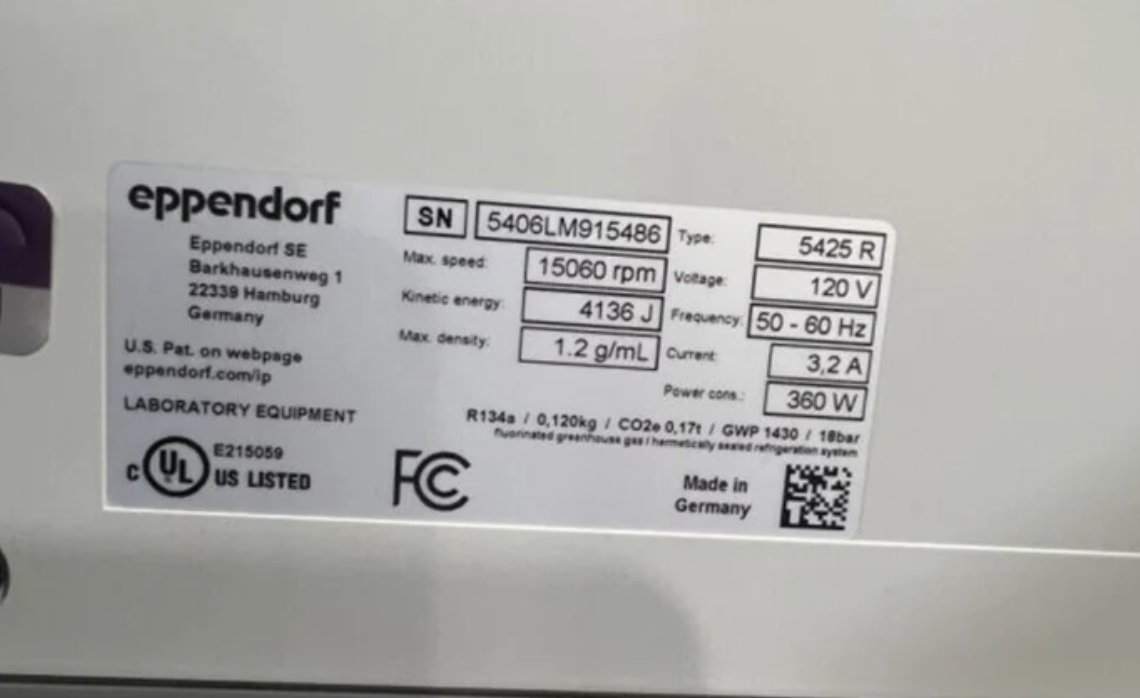 eppendorf
Eppendorf SE
Barkhausenweg 1
22339 Hamburg
Germany
U.S. Pat. on webpage
eppendorf.com/ip
LABORATORY EQUIPMENT
C UL US LISTED
E215059
FC
SN 5406LM915486
Max. speed: 15060 rpm
Kinetic energy: 4136 J
Max. density: 1.2 g/mL
Type: 5425 R
Voltage: 120 V
Frequency: 50 - 60 Hz
Current: 3,2 A
Power cons.: 360 W
R134a / 0,120kg / CO2e 0,17t / GWP 1430 / 18bar
fluorinated greenhouse gas / hermetically sealed refrigeration system
Made in
Germany